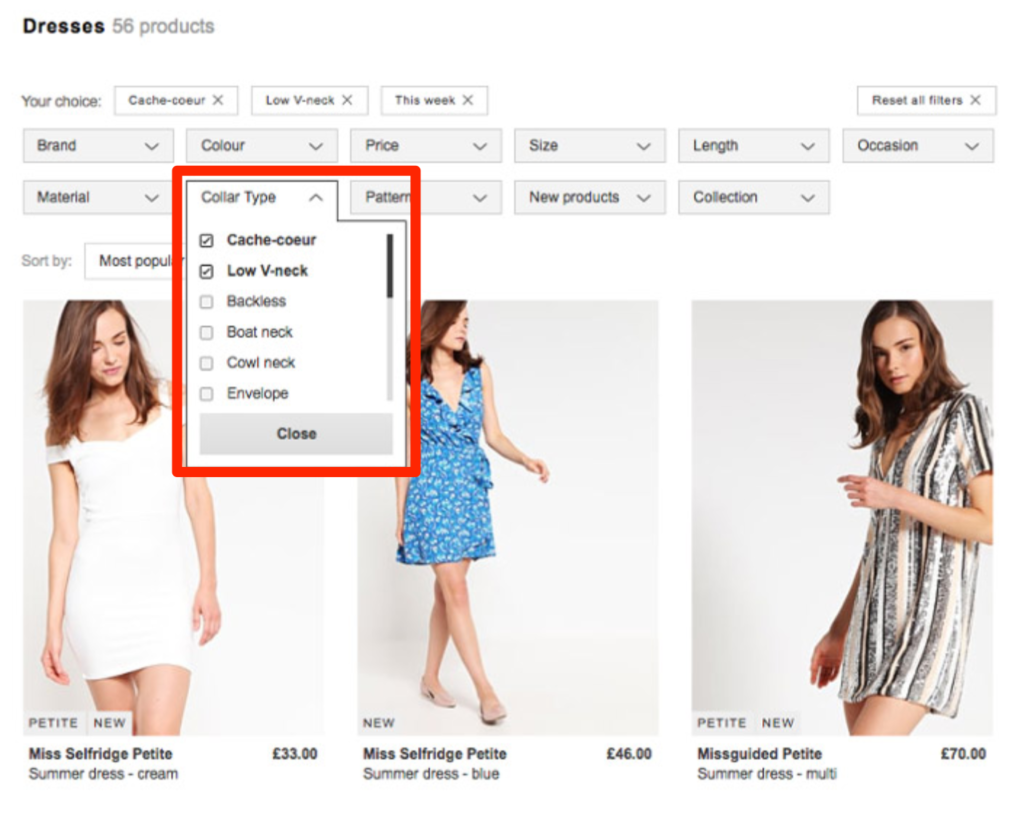 Dresses 56 products
Your choice: Cache-coeur Low V-neck This week Reset all filters
Brand Colour Price Size Length Occasion
Material Collar Type Pattern New products Collection
Sort by: Most popular
Cache-coeur
Low V-neck
Backless
Boat neck
Cowl neck
Envelope
Close
PETITE NEW NEW PETITE NEW
Miss Selfridge Petite £33.00 Miss Selfridge Petite £46.00 Missguided Petite £70.00
Summer dress - cream Summer dress - blue Summer dress - multi